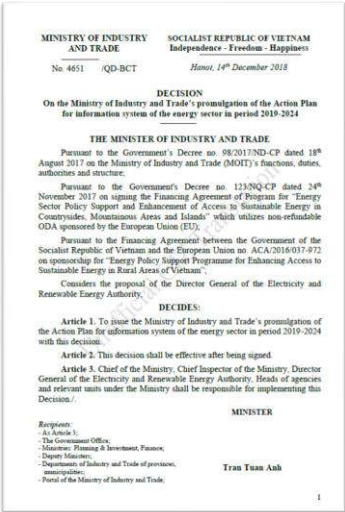 MINISTRY OF INDUSTRY
AND TRADE
SOCIALIST REPUBLIC OF VIETNAM
Independence - Freedom - Happiness
No. 4651 /QD-BCT
Hanoi, 14th December 2018
DECISION
On the Ministry of Industry and Trade's promulgation of the Action Plan
for information system of the energy sector in period 2019-2024
THE MINISTER OF INDUSTRY AND TRADE
Pursuant to the Government's Decree no. 98/2017/ND-CP dated 18th
August 2017 on the Ministry of Industry and Trade (MOIT)'s functions, duties,
authorities and structure;
Pursuant to the Government's Decree no. 123/NQ-CP dated 24th
November 2017 on signing the Financing Agreement of Program for "Energy
Sector Policy Support and Enhancement of Access to Sustainable Energy in
Countrysides, Mountainous Areas and Islands" which utilizes non-refundable
ODA sponsored by the European Union (EU);
Pursuant to the Financing Agreement between the Government of the
Socialist Republic of Vietnam and the European Union no. ACA/2016/037-972
on sponsorship for "Energy Policy Support Programme for Enhancing Access to
Sustainable Energy in Rural Areas of Vietnam";
Considers the proposal of the Director General of the Electricity and
Renewable Energy Authority,
DECIDES:
Article 1. To issue the Ministry of Industry and Trade's promulgation of
the Action Plan for information system of the energy sector in period 2019-2024
with this decision.
Article 2. This decision shall be effective after being signed.
Article 3. Chief of the Ministry, Chief Inspector of the Ministry, Director
General of the Electricity and Renewable Energy Authority, Heads of agencies
and relevant units under the Ministry shall be responsible for implementing this
Decision./.
MINISTER
Recipients:
- As Article 3;
- The Government Office;
- Ministries: Planning & Investment, Finance;
- Deputy Ministers;
- Departments of Industry and Trade of provinces,
municipalities;
- Portal of the Ministry of Industry and Trade;
Tran Tuan Anh
1